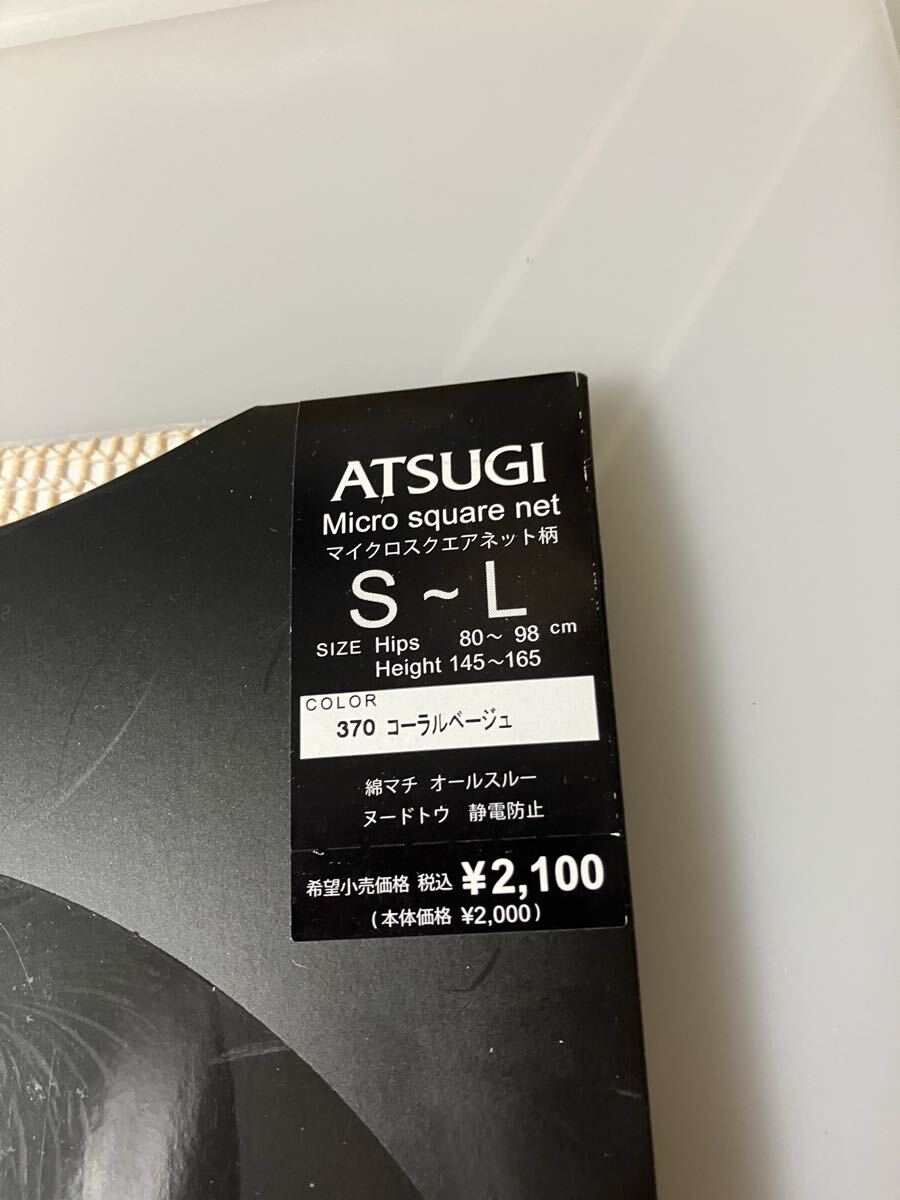 ATSUGI
Micro square net
マイクロスクエアネット柄
S ~ L
SIZE Hips 80～ 98 cm
Height 145～165
COLOR
370 コーラルベージュ
綿マチ オールスルー
ヌードトウ 静電防止
希望小売価格 税込 ¥2,100
(本体価格 ¥2,000)